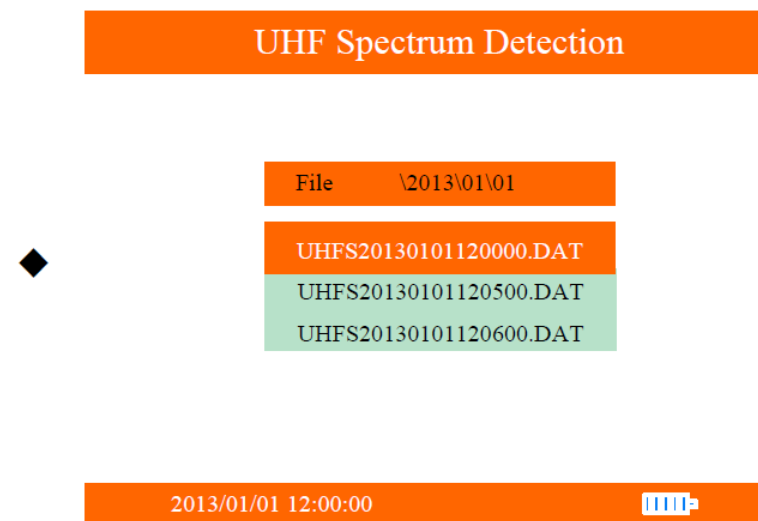 UHF Spectrum Detection
File \2013\01\01
UHFS20130101120000.DAT
UHFS20130101120500.DAT
UHFS20130101120600.DAT
2013/01/01 12:00:00